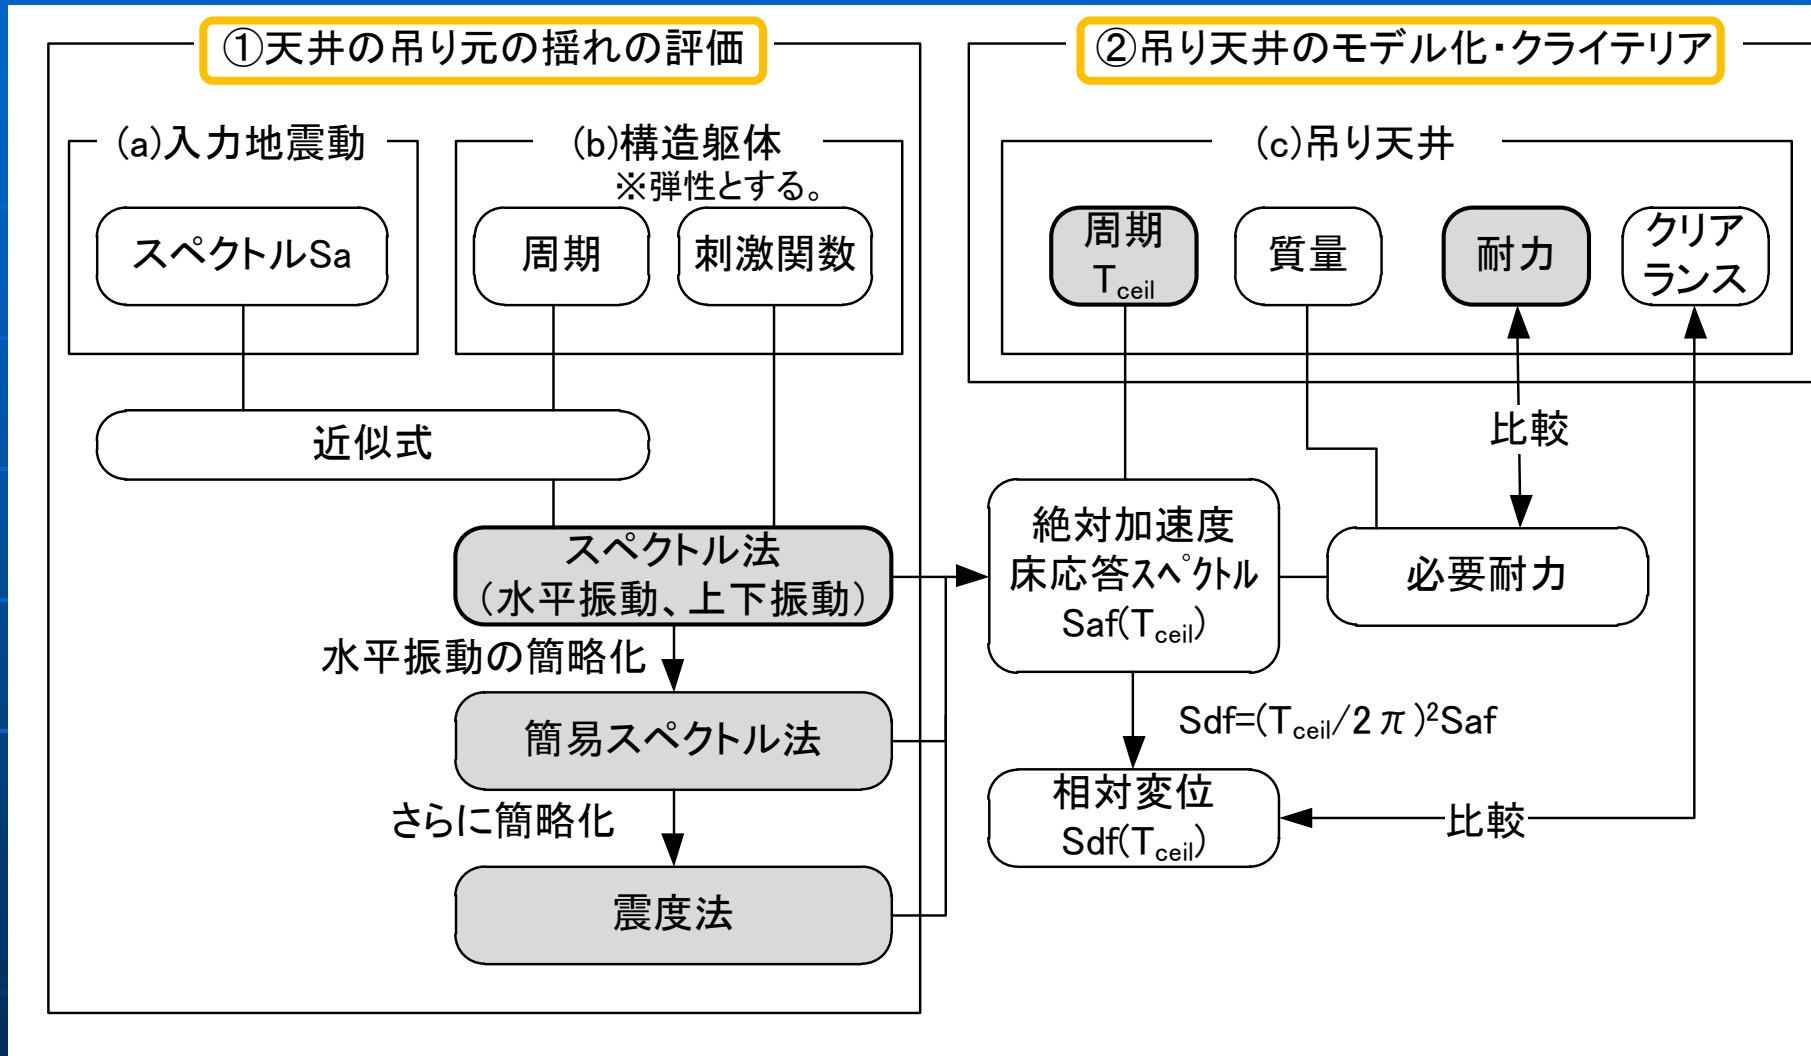 ①天井の吊り元の揺れの評価
②吊り天井のモデル化・クライテリア
(a)入力地震動
(b)構造躯体
※弾性とする。
(c)吊り天井
スペクトルSa
周期
刺激関数
周期
Tceil
質量
耐力
クリア
ランス
近似式
比較
スペクトル法
(水平振動、上下振動)
絶対加速度
床応答スペクトル
Saf(Tceil)
必要耐力
水平振動の簡略化
簡易スペクトル法
Sdf=(Tceil/2π)²Saf
さらに簡略化
相対変位
Sdf(Tceil)
比較
震度法